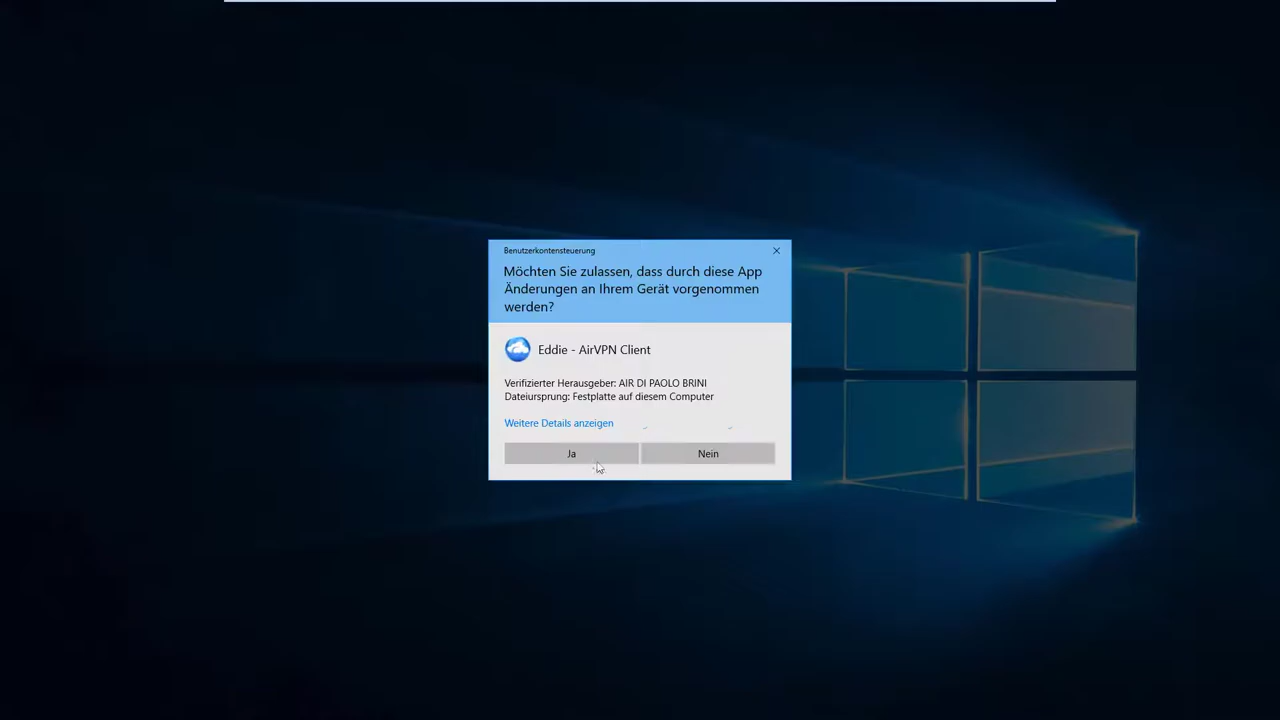 Benutzerkontensteuerung
Möchten Sie zulassen, dass durch diese App
Änderungen an Ihrem Gerät vorgenommen
werden?
Eddie - AirVPN Client
Verifizierter Herausgeber: AIR DI PAOLO BRINI
Dateiursprung: Festplatte auf diesem Computer
Weitere Details anzeigen
Ja
Nein